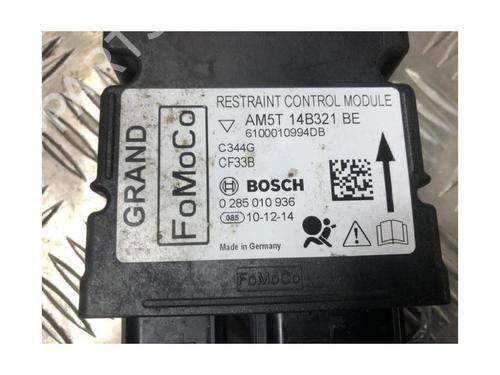 RESTRAINT CONTROL MODULE
AM5T 14B321 BE
6100010994DB
C344G
CF33B
BOSCH
0 285 010 936
085 10-12-14
Made in Germany
GRAND
FoMoCo
FoMoCo